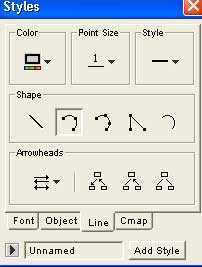 Styles
Color Point Size Style
1
Shape
Arrowheads
Font Object Line Cmap
Unnamed Add Style